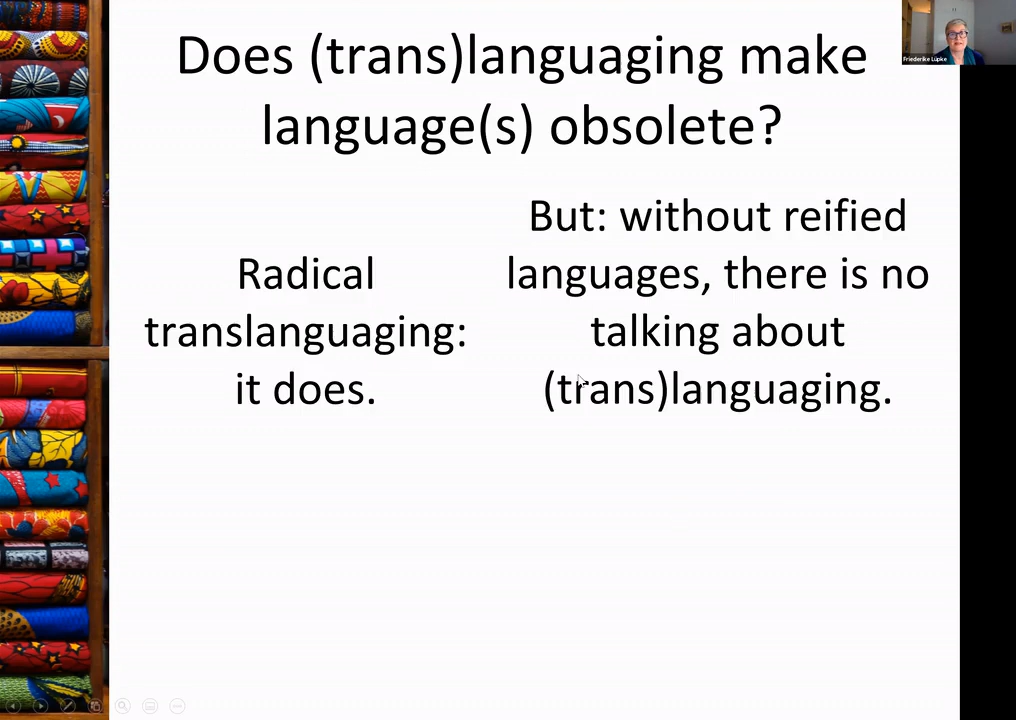 Does (trans)languaging make
language(s) obsolete?
Radical
translanguaging:
it does.
But: without reified
languages, there is no
talking about
(trans)languaging.
Friederike Lüpke